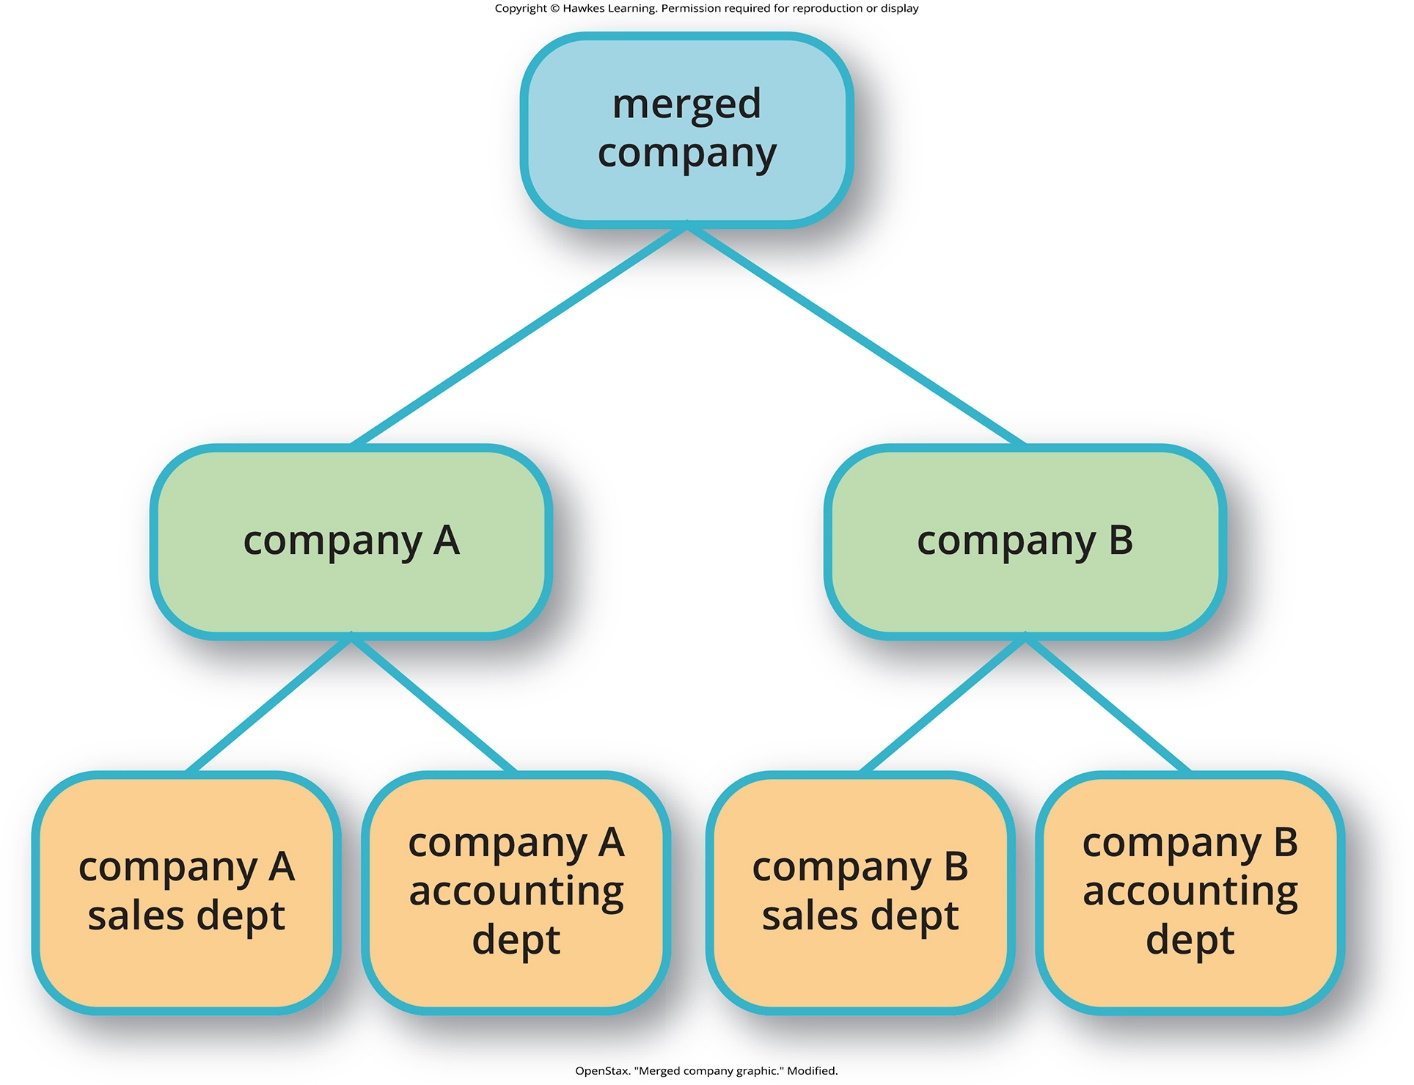 Copyright © Hawkes Learning. Permission required for reproduction or display
merged
company
company A
company B
company A
sales dept
company A
accounting
dept
company B
sales dept
company B
accounting
dept
OpenStax. "Merged company graphic." Modified.